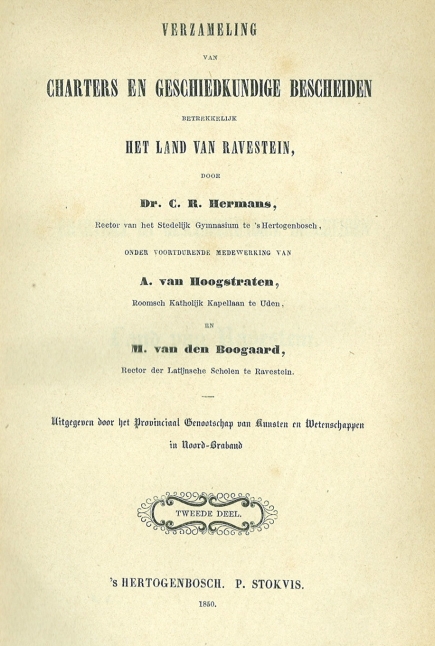 VERZAMELING
VAN
CHARTERS EN GESCHIEDKUNDIGE BESCHEIDEN
BETREKKELIJK
HET LAND VAN RAVESTEIN,
DOOR
Dr. C. R. Hermans,
Rector van het Stedelijk Gymnasium te 's Hertogenbosch,
ONDER VOORTDURENDE MEDEWERKING VAN
A. van Hoogstraten,
Roomsch Katholijk Kapellaan te Uden,
EN
M. van den Boogaard,
Rector der Latijnsche Scholen te Ravestein.
Uitgegeven door het Provinciaal Genootschap van Kunsten en Wetenschappen
in Noord-Braband
TWEEDE DEEL.
's HERTOGENBOSCH. P. STOKVIS.
1850.